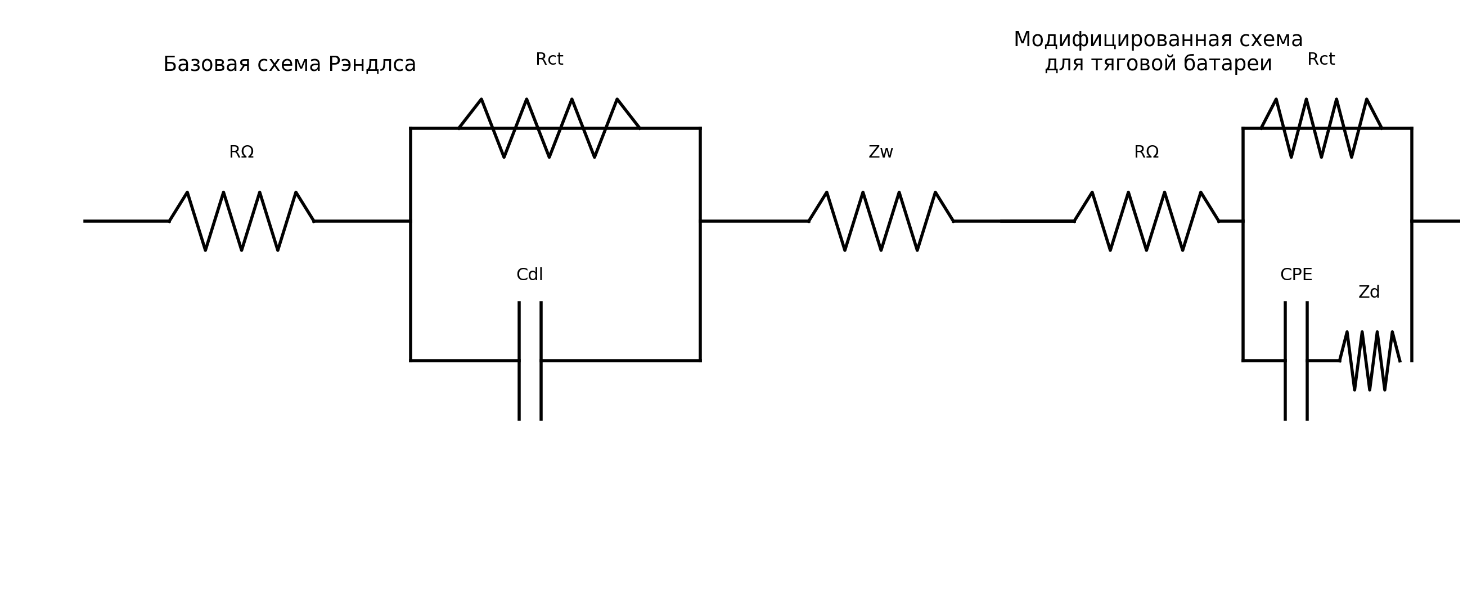 Базовая схема Рэндлса
Rct
RΩ
Cdl
Zw
Модифицированная схема
для тяговой батареи
Rct
RΩ
CPE
Zd